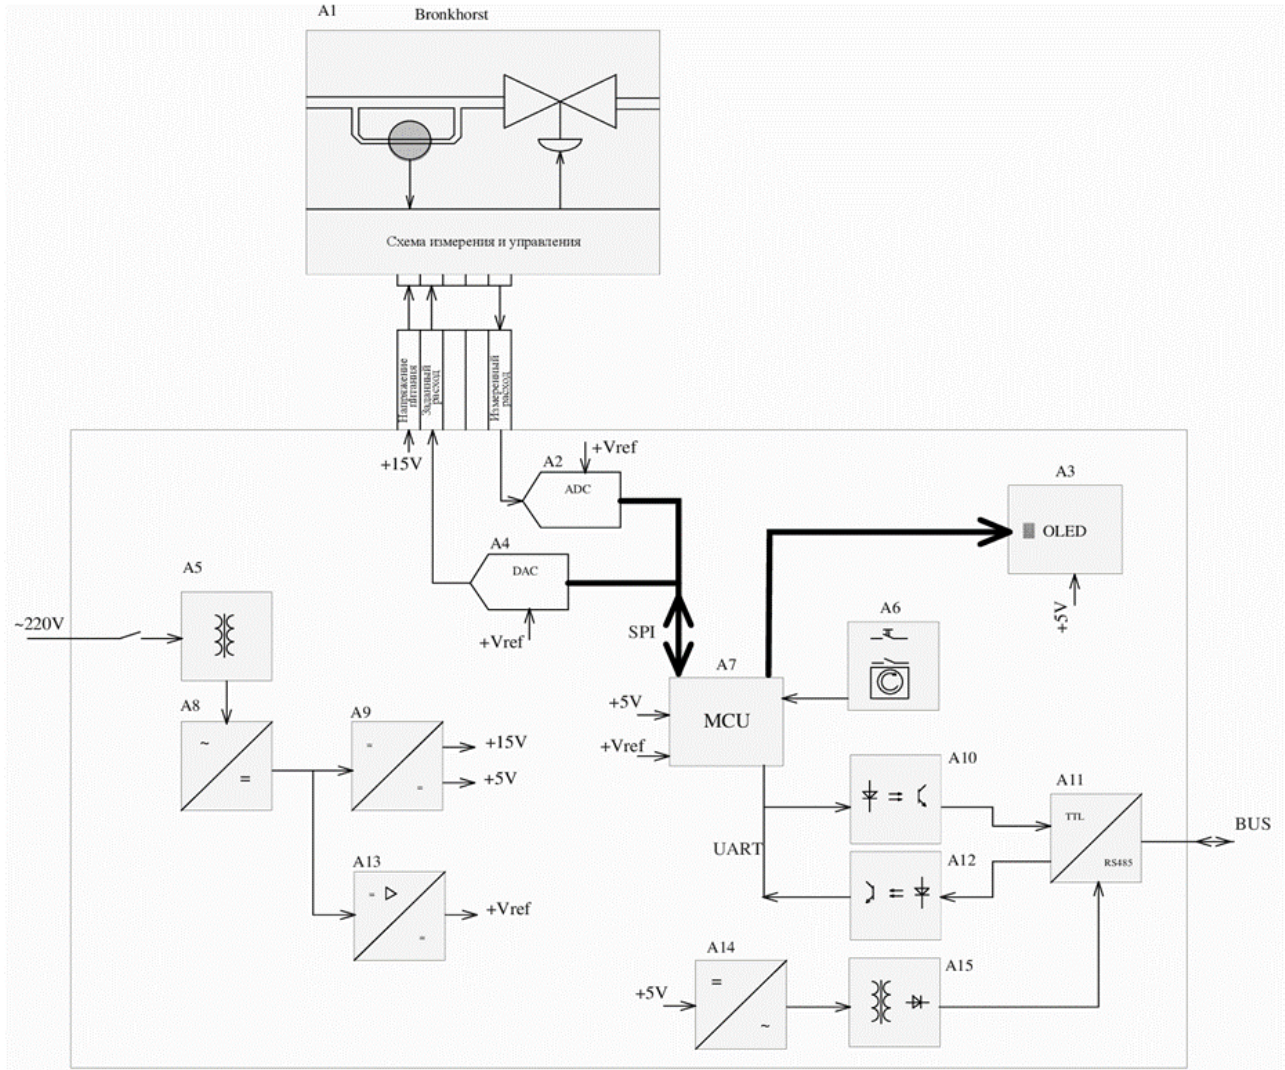 A1
Bronkhorst
Схема измерения и управления
Напряжение
питания
Заданный
расход
Измеренный
расход
+15V
A2
+Vref
ADC
A3
OLED
+5V
A4
DAC
+Vref
A5
~220V
SPI
A6
A7
MCU
+5V
+Vref
A8
~
=
A9
=
=
+15V
+5V
A10
A11
TTL
RS485
BUS
UART
A12
A13
=
=
+Vref
A14
+5V
=
~
A15